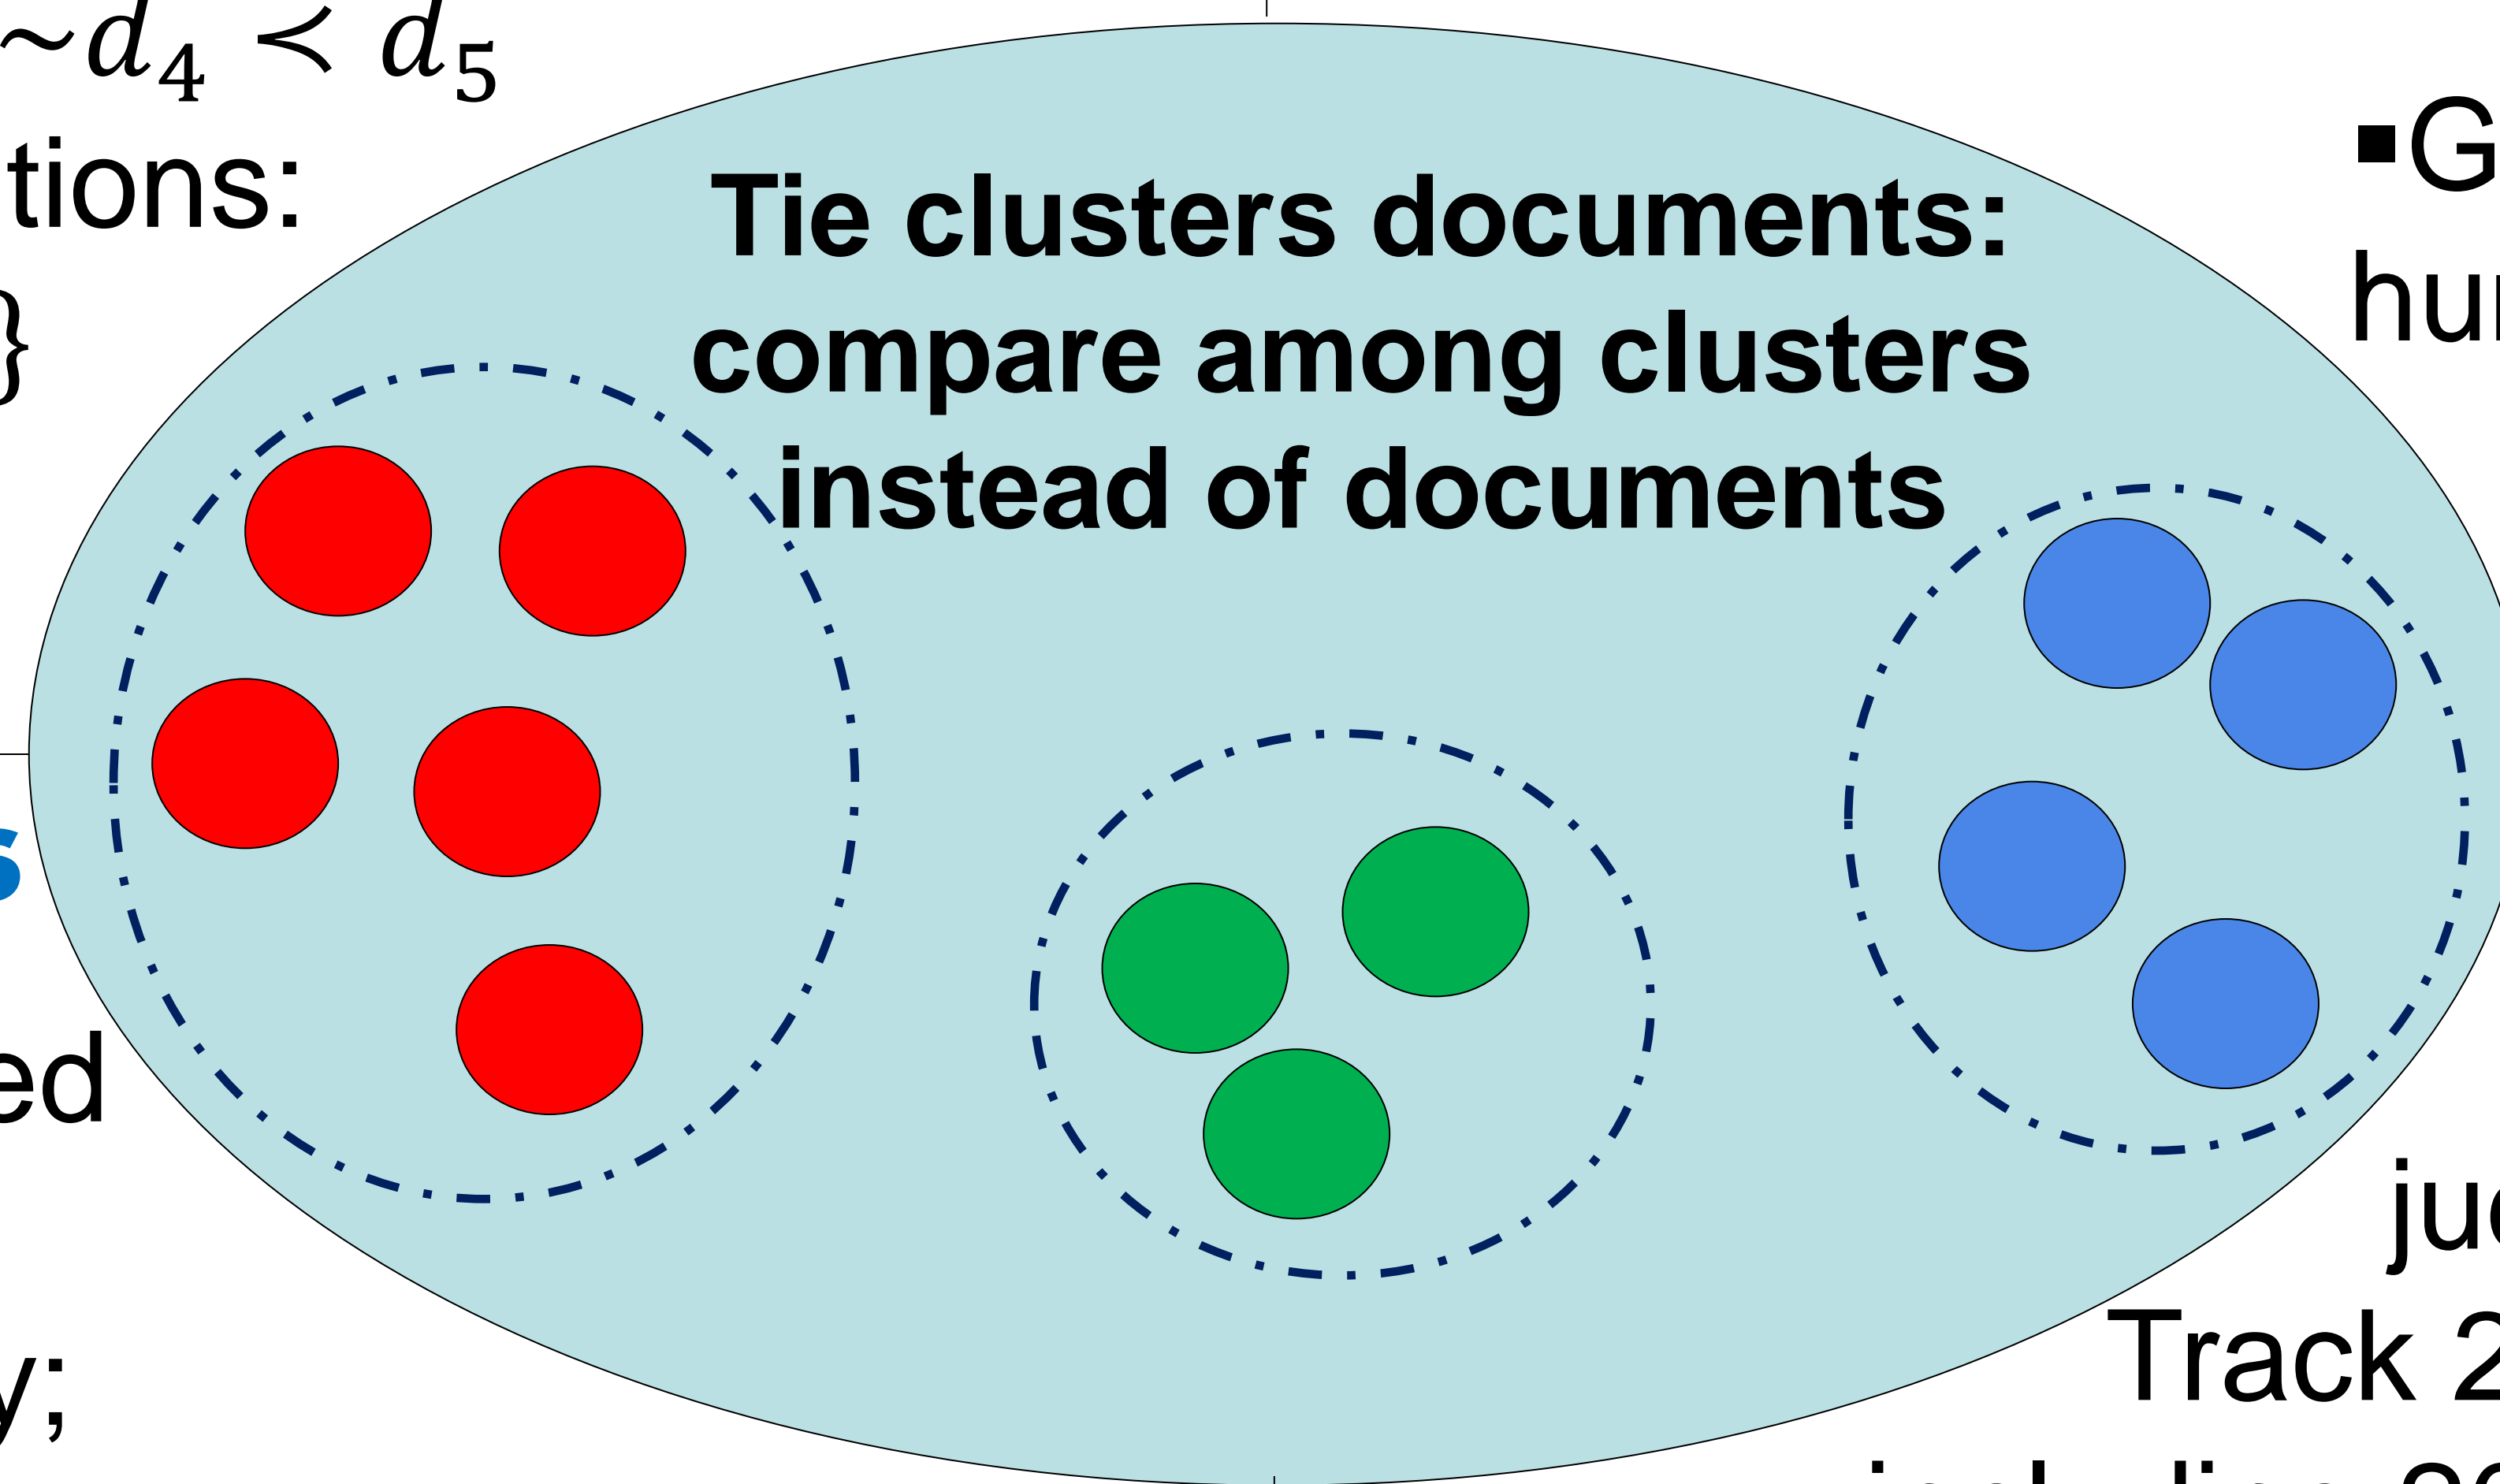 ~d₄ ≺ d₅
tions:
}
Tie clusters documents:
compare among clusters
instead of documents
s
ed
y;
G
hu
ju
Track 2